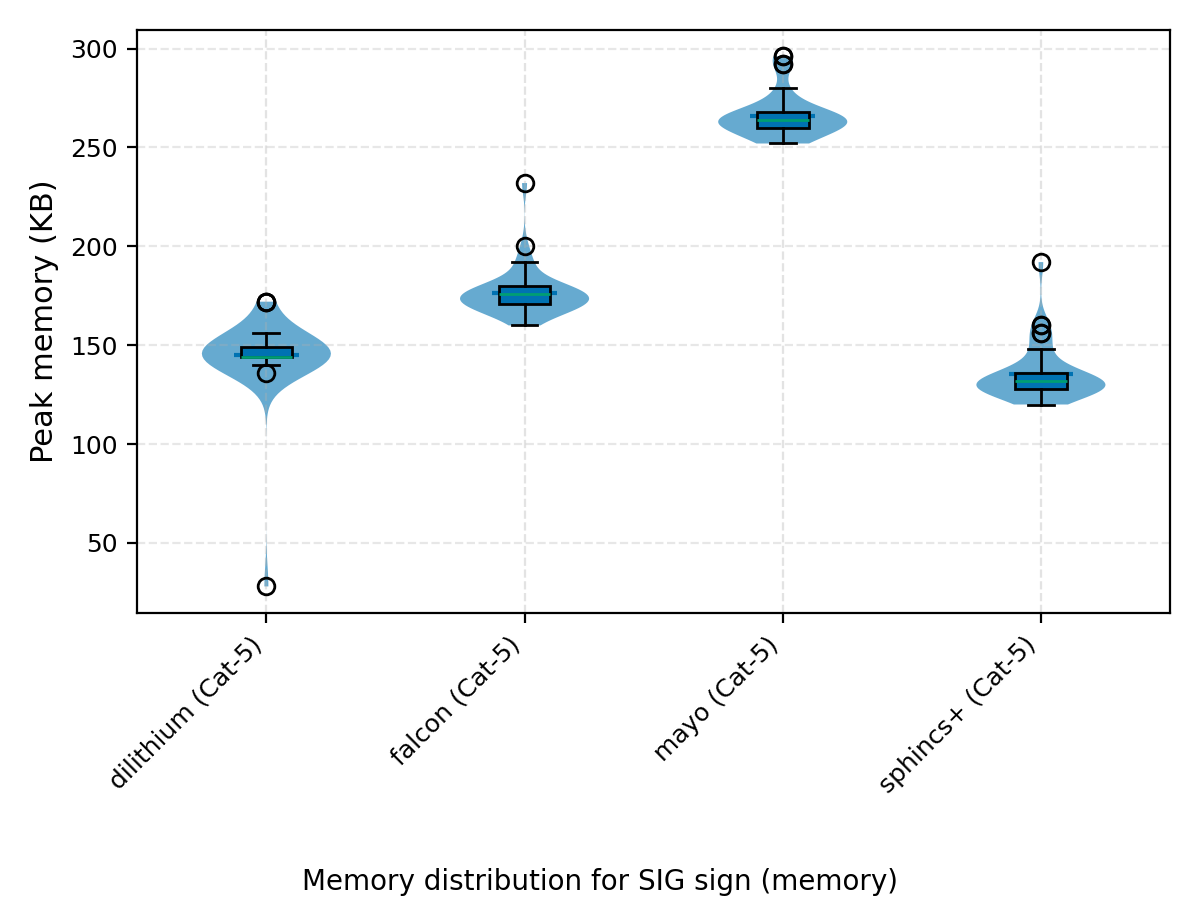 300
250
200
150
100
50
Peak memory (KB)
dilithium (Cat-5)
falcon (Cat-5)
mayo (Cat-5)
sphincs+ (Cat-5)
Memory distribution for SIG sign (memory)